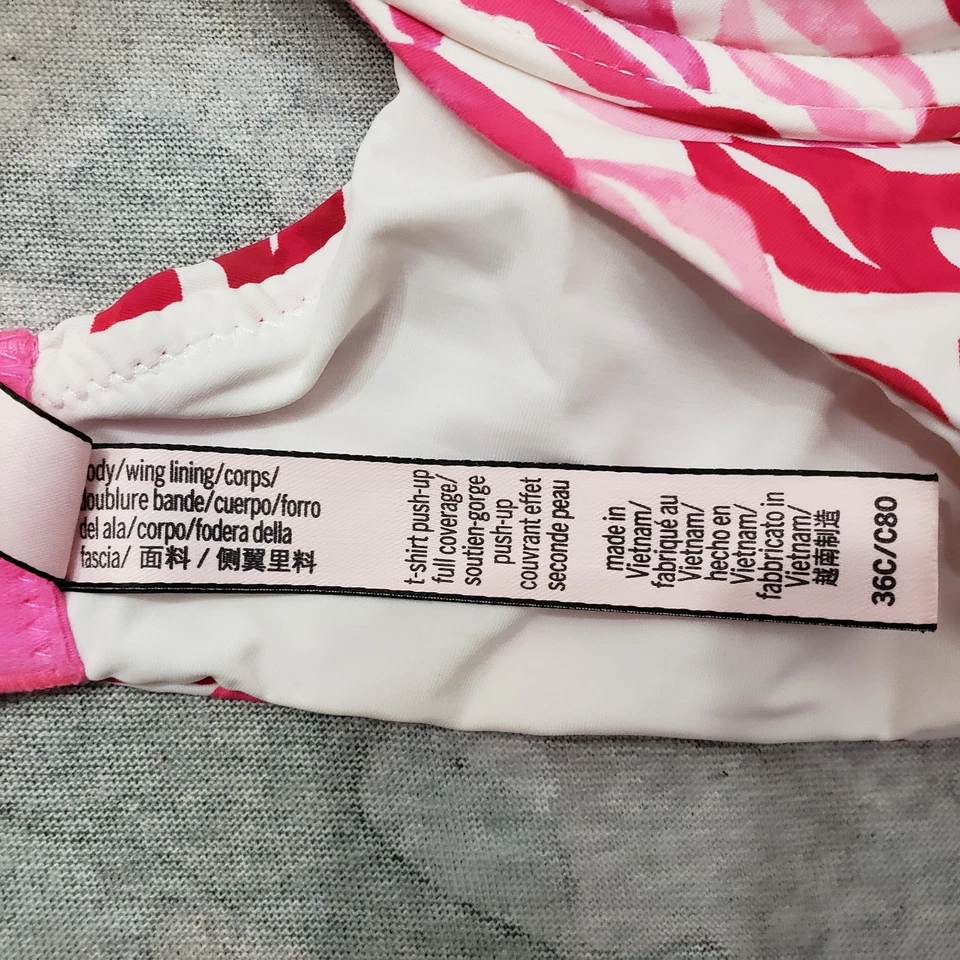 /wing lining/corps/
bande/cuerpo/forro
del ala/corpo/fodera della
fascia/ 面料 / 侧翼里料
t-shirt push-up
full coverage/
soutien-gorge
push-up
couvrant effet
seconde peau
made in
Vietnam/
fabriqué au
Vietnam/
hecho en
Vietnam/
fabbricato in
Vietnam/
越南制造
36C/C80